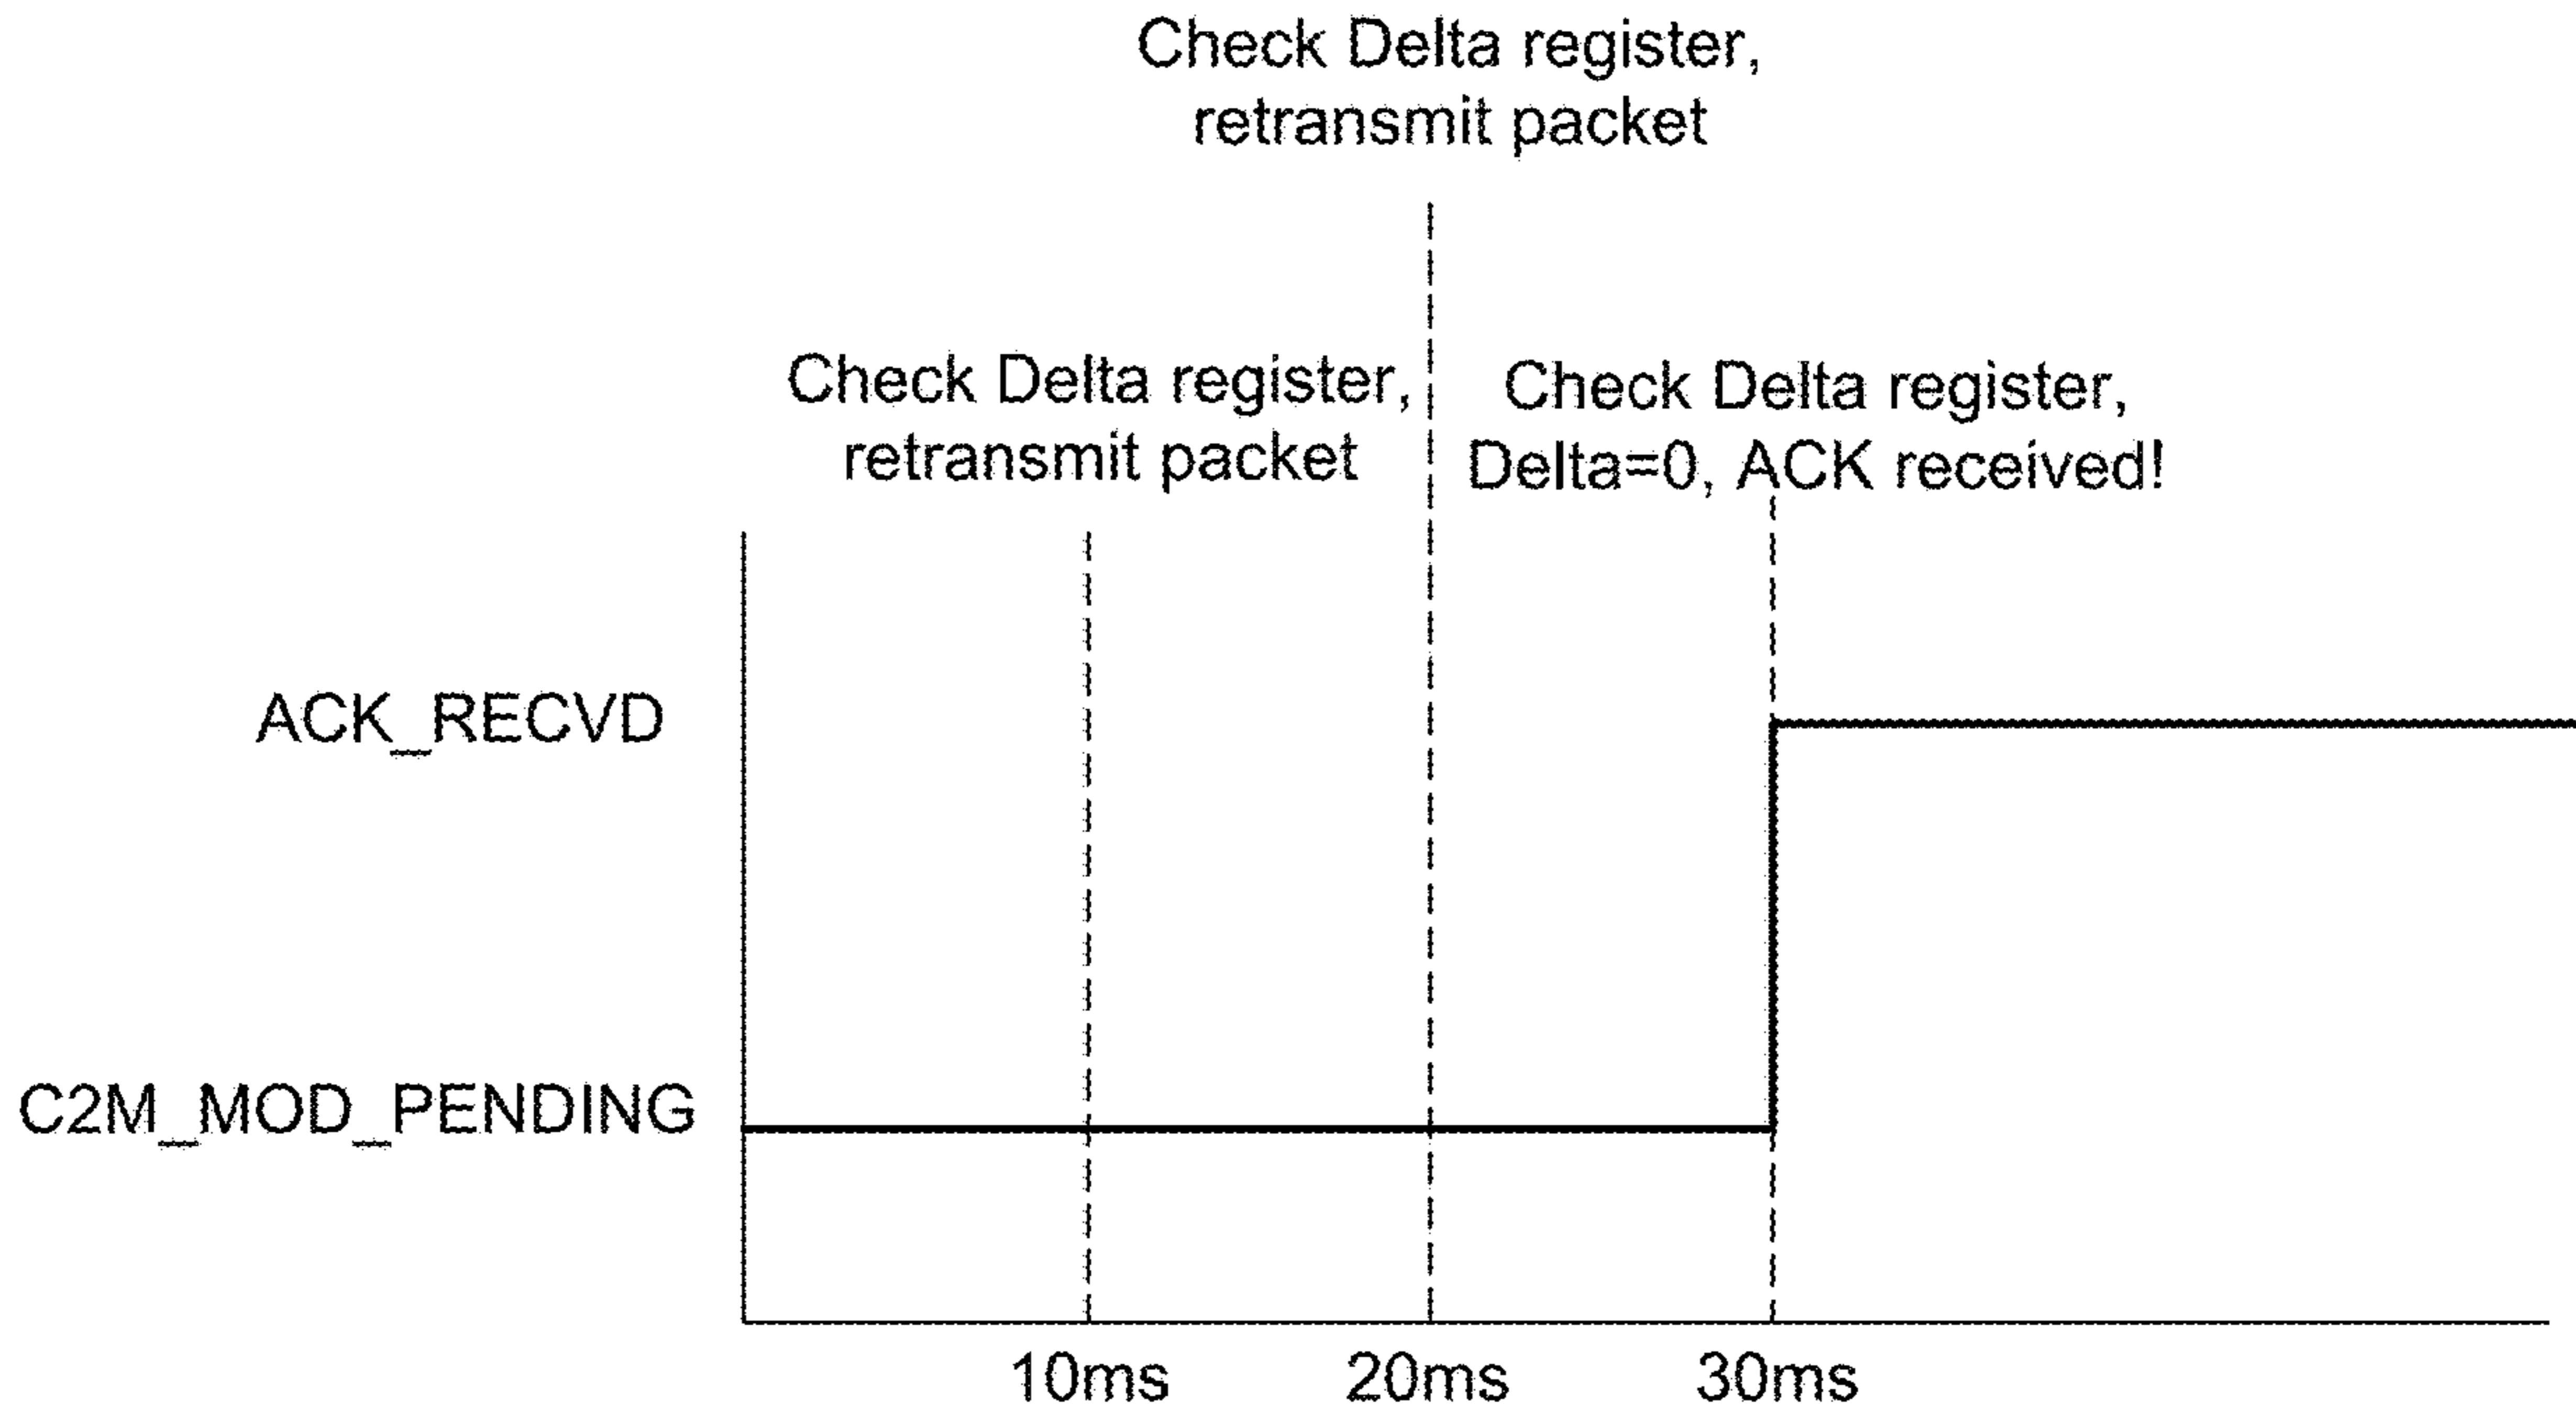 Check Delta register,
retransmit packet
Check Delta register,
retransmit packet
Check Delta register,
Delta=0, ACK received!
ACK_RECVD
C2M_MOD_PENDING
10ms
20ms
30ms